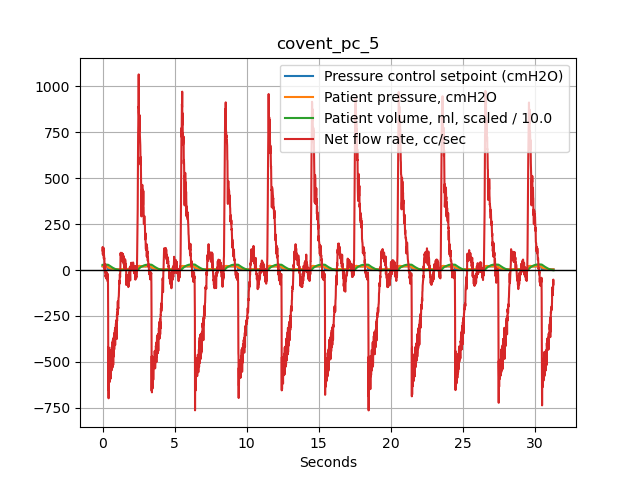 covent_pc_5
Pressure control setpoint (cmH2O)
Patient pressure, cmH2O
Patient volume, ml, scaled / 10.0
Net flow rate, cc/sec
1000
750
500
250
0
−250
−500
−750
0 5 10 15 20 25 30
Seconds